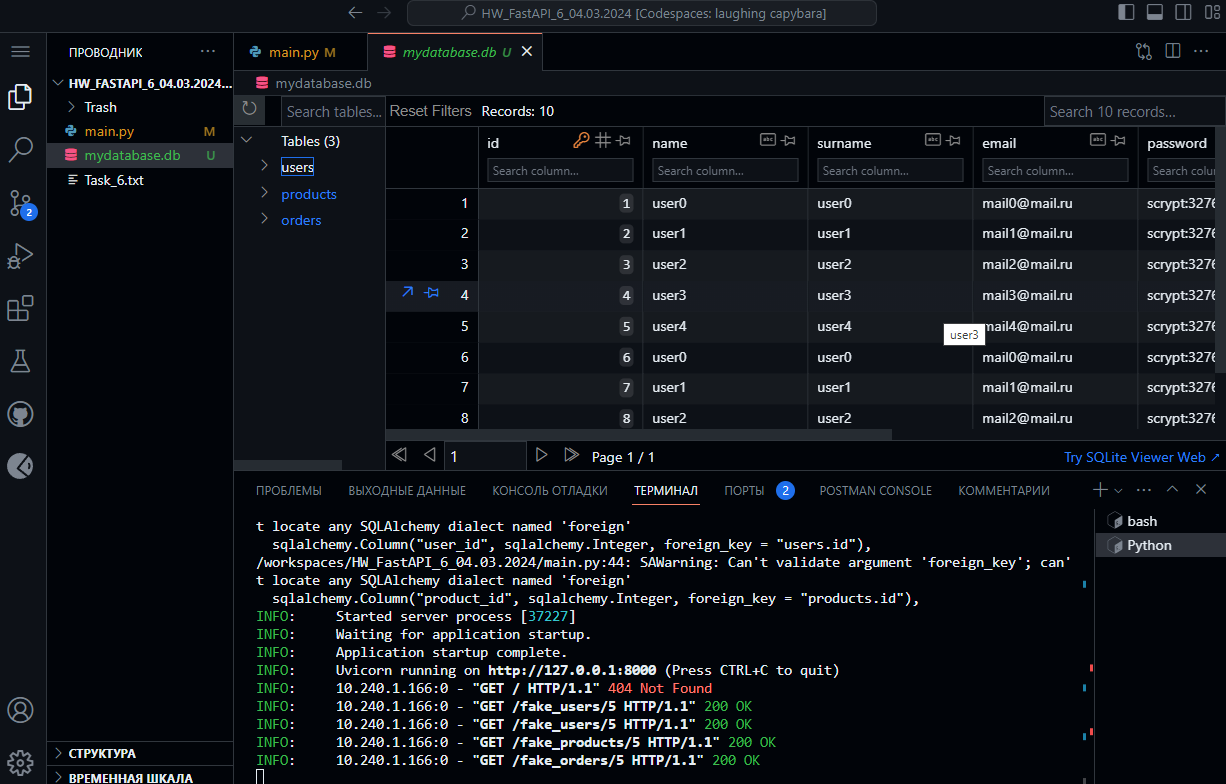 HW_FastAPI_6_04.03.2024 [Codespaces: laughing capybara]
ПРОВОДНИК
HW_FASTAPI_6_04.03.2024...
Trash
main.py M
mydatabase.db U
Task_6.txt
2
СТРУКТУРА
ВРЕМЕННАЯ ШКАЛА
main.py M
mydatabase.db U
mydatabase.db
Search tables...
Reset Filters
Records: 10
Search 10 records...
Tables (3)
users
products
orders
id name surname email password
Search column... Search column... Search column... Search column... Search colu
1 1 user0 user0 mail0@mail.ru scrypt:3276
2 2 user1 user1 mail1@mail.ru scrypt:3276
3 3 user2 user2 mail2@mail.ru scrypt:3276
4 4 user3 user3 mail3@mail.ru scrypt:3276
5 5 user4 user4 mail4@mail.ru scrypt:3276
user3
6 6 user0 user0 mail0@mail.ru scrypt:3276
7 7 user1 user1 mail1@mail.ru scrypt:3276
8 8 user2 user2 mail2@mail.ru scrypt:3276
1 Page 1 / 1
Try SQLite Viewer Web ↗
ПРОБЛЕМЫ ВЫХОДНЫЕ ДАННЫЕ КОНСОЛЬ ОТЛАДКИ ТЕРМИНАЛ ПОРТЫ 2 POSTMAN CONSOLE КОММЕНТАРИИ
t locate any SQLAlchemy dialect named 'foreign'
sqlalchemy.Column("user_id", sqlalchemy.Integer, foreign_key = "users.id"),
/workspaces/HW_FastAPI_6_04.03.2024/main.py:44: SAWarning: Can't validate argument 'foreign_key'; can'
t locate any SQLAlchemy dialect named 'foreign'
sqlalchemy.Column("product_id", sqlalchemy.Integer, foreign_key = "products.id"),
INFO: Started server process [37227]
INFO: Waiting for application startup.
INFO: Application startup complete.
INFO: Uvicorn running on http://127.0.0.1:8000 (Press CTRL+C to quit)
INFO: 10.240.1.166:0 - "GET / HTTP/1.1" 404 Not Found
INFO: 10.240.1.166:0 - "GET /fake_users/5 HTTP/1.1" 200 OK
INFO: 10.240.1.166:0 - "GET /fake_users/5 HTTP/1.1" 200 OK
INFO: 10.240.1.166:0 - "GET /fake_products/5 HTTP/1.1" 200 OK
INFO: 10.240.1.166:0 - "GET /fake_orders/5 HTTP/1.1" 200 OK
bash
Python